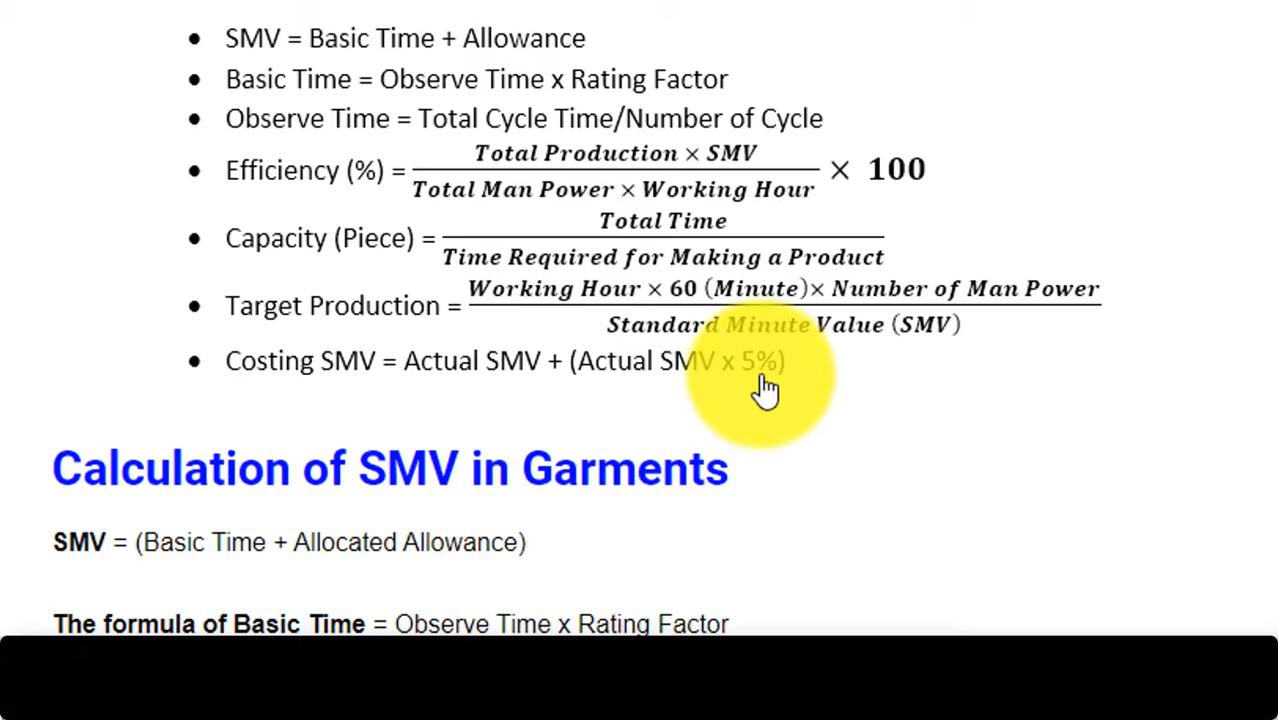 • SMV = Basic Time + Allowance
• Basic Time = Observe Time x Rating Factor
• Observe Time = Total Cycle Time/Number of Cycle
• Efficiency (%) = Total Production × SMV / Total Man Power × Working Hour × 100
• Capacity (Piece) = Total Time / Time Required for Making a Product
• Target Production = Working Hour × 60 (Minute)× Number of Man Power / Standard Minute Value (SMV)
• Costing SMV = Actual SMV + (Actual SMV x 5%)
Calculation of SMV in Garments
SMV = (Basic Time + Allocated Allowance)
The formula of Basic Time = Observe Time x Rating Factor